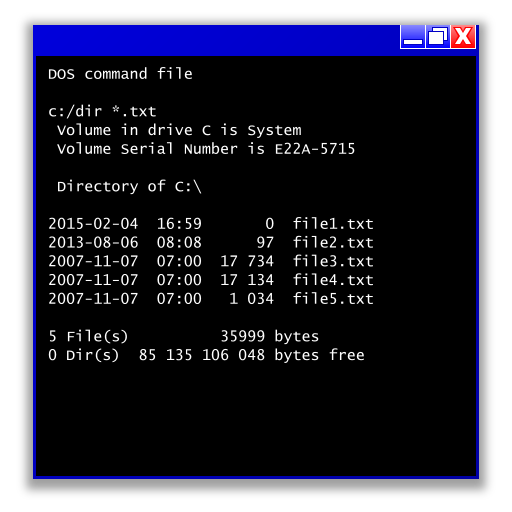 DOS command file
c:/dir *.txt
Volume in drive C is System
Volume Serial Number is E22A-5715
Directory of C:\
2015-02-04 16:59 0 file1.txt
2013-08-06 08:08 97 file2.txt
2007-11-07 07:00 17 734 file3.txt
2007-11-07 07:00 17 134 file4.txt
2007-11-07 07:00 1 034 file5.txt
5 File(s) 35999 bytes
0 Dir(s) 85 135 106 048 bytes free